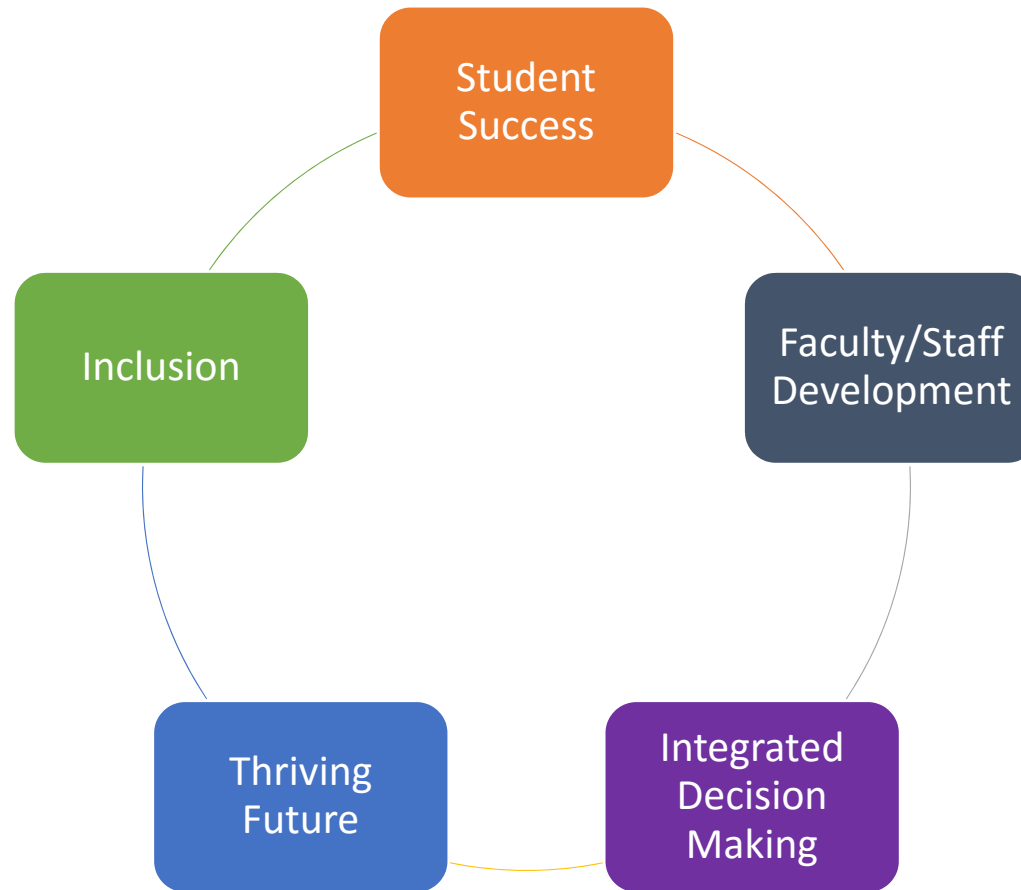 Student
Success
Faculty/Staff
Development
Integrated
Decision
Making
Thriving
Future
Inclusion